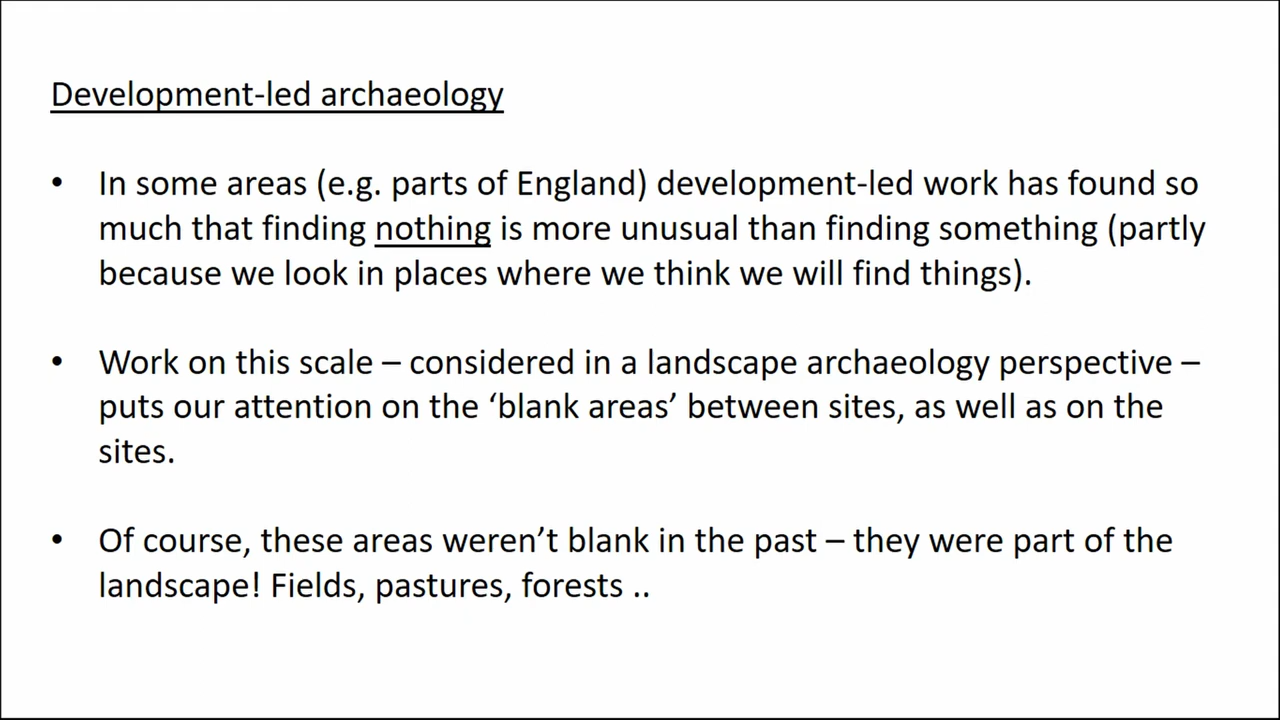 Development-led archaeology
• In some areas (e.g. parts of England) development-led work has found so
much that finding nothing is more unusual than finding something (partly
because we look in places where we think we will find things).
• Work on this scale – considered in a landscape archaeology perspective –
puts our attention on the ‘blank areas’ between sites, as well as on the
sites.
• Of course, these areas weren’t blank in the past – they were part of the
landscape! Fields, pastures, forests ..